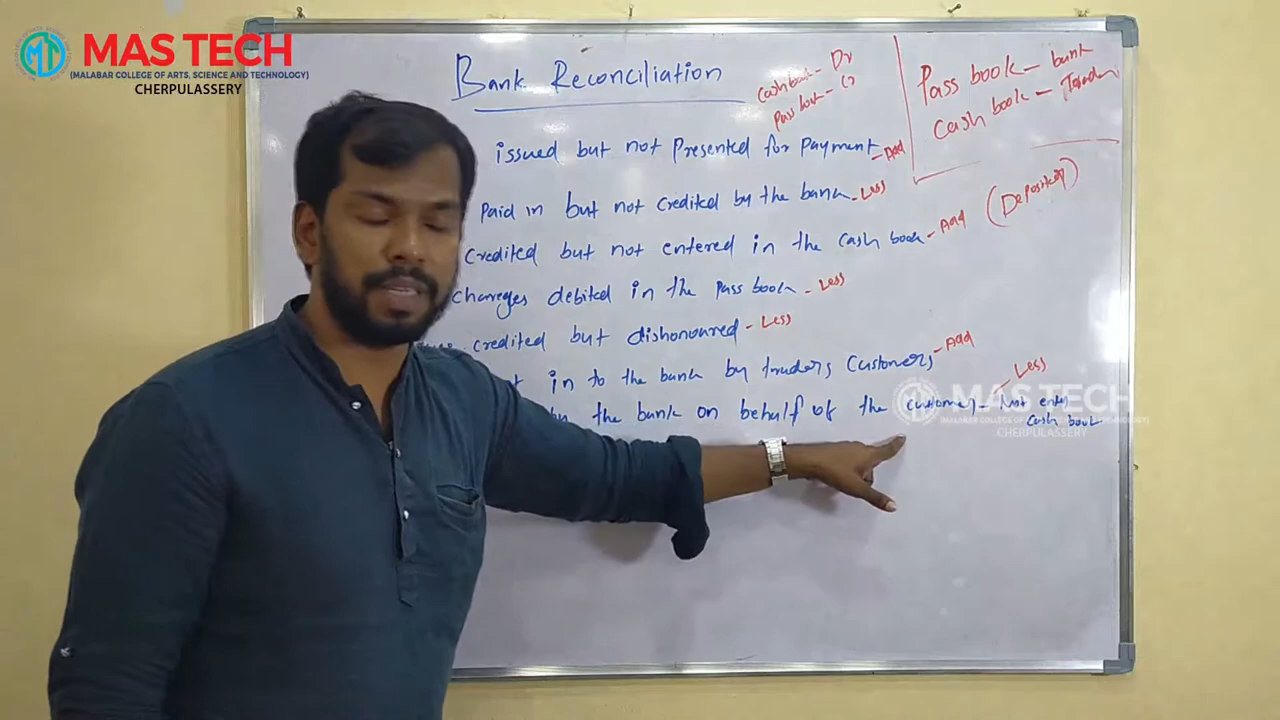 MAS TECH
(MALABAR COLLEGE OF ARTS, SCIENCE AND TECHNOLOGY)
CHERPULASSERY
Bank Reconciliation
Cash book - Dr
Pass book - Cr
Pass book - bank
Cash book -
issued but not Presented for Payment - Add
Paid in but not credited by the bank - Less
credited but not entered in the cash book - Add (Depositer)
charges debited in the Pass book - Less
credited but dishonoured - Less
in to the bank by traders Customers - Add
the bank on behalf of the customer - Not entry Less
Cash book
MAS TECH
CHERPULASSERY